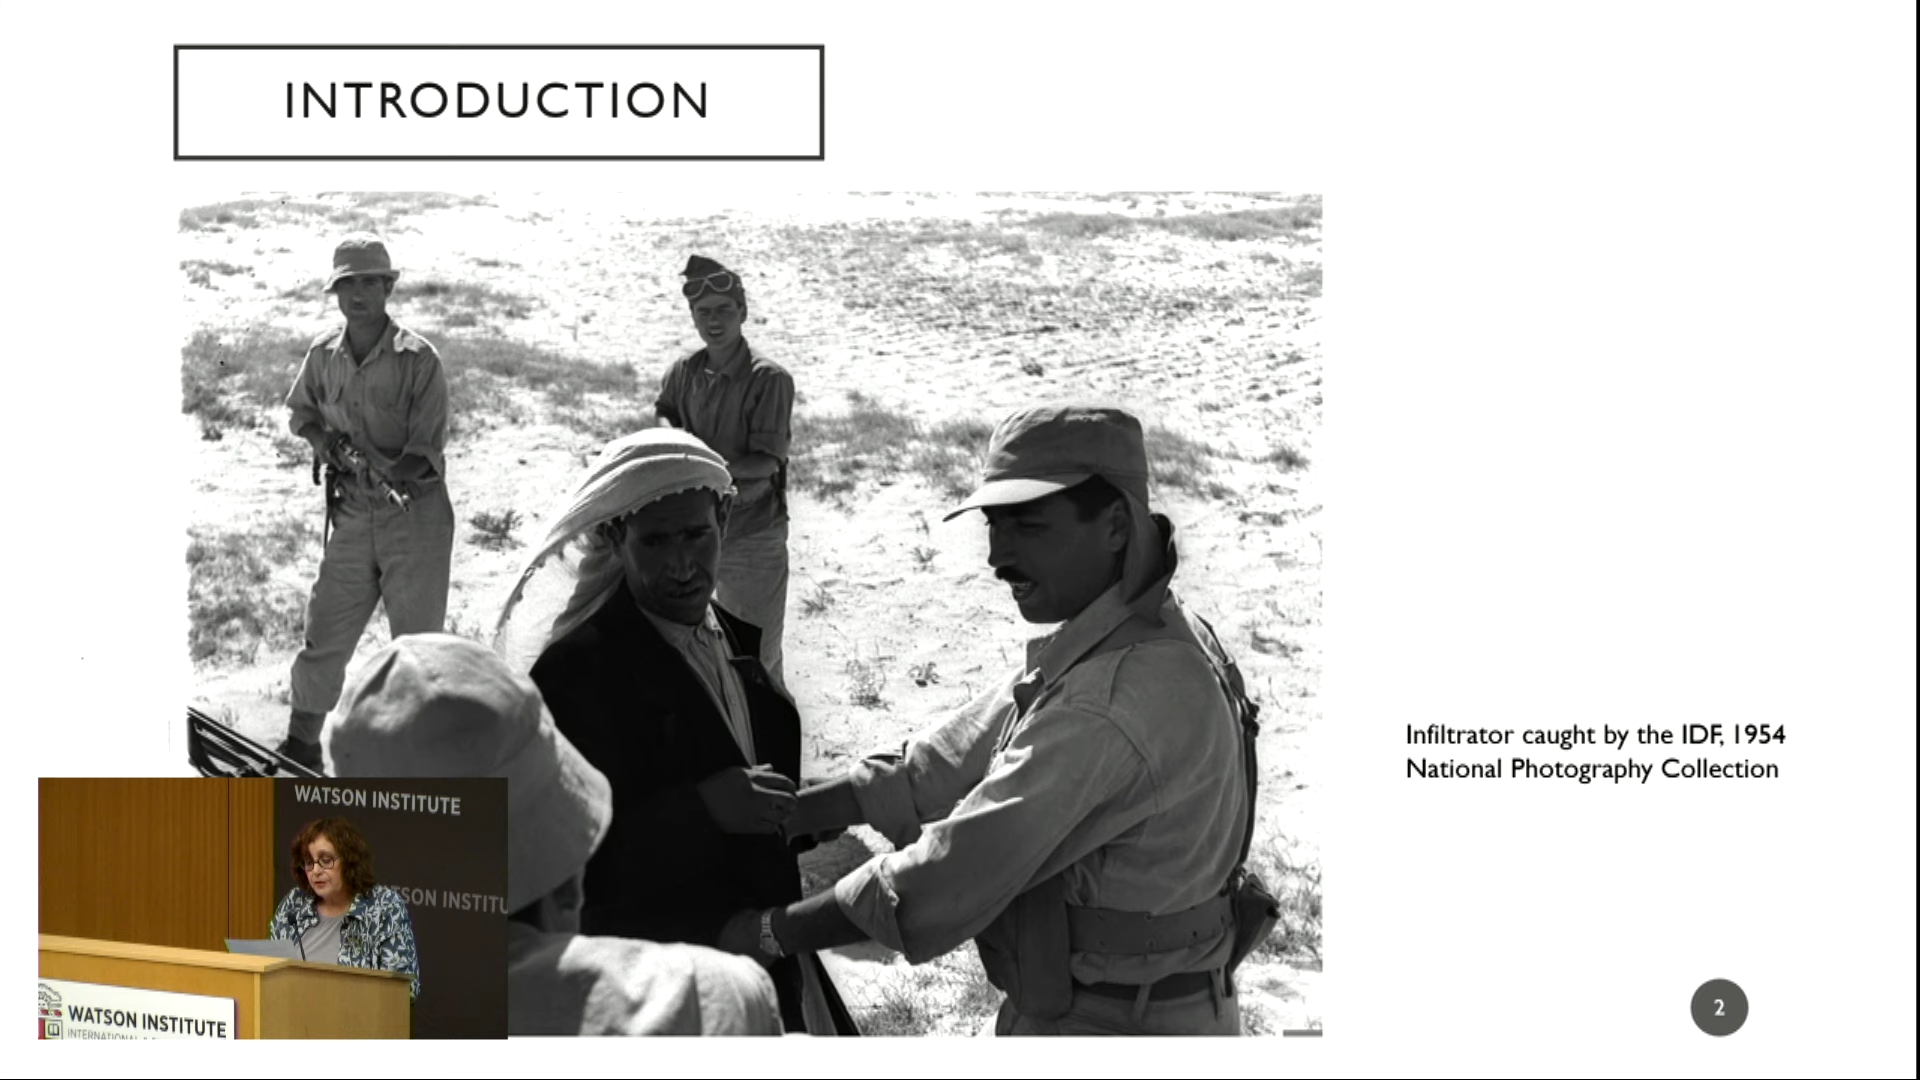 INTRODUCTION
Infiltrator caught by the IDF, 1954
National Photography Collection
WATSON INSTITUTE
WATSON INSTITUTE
2